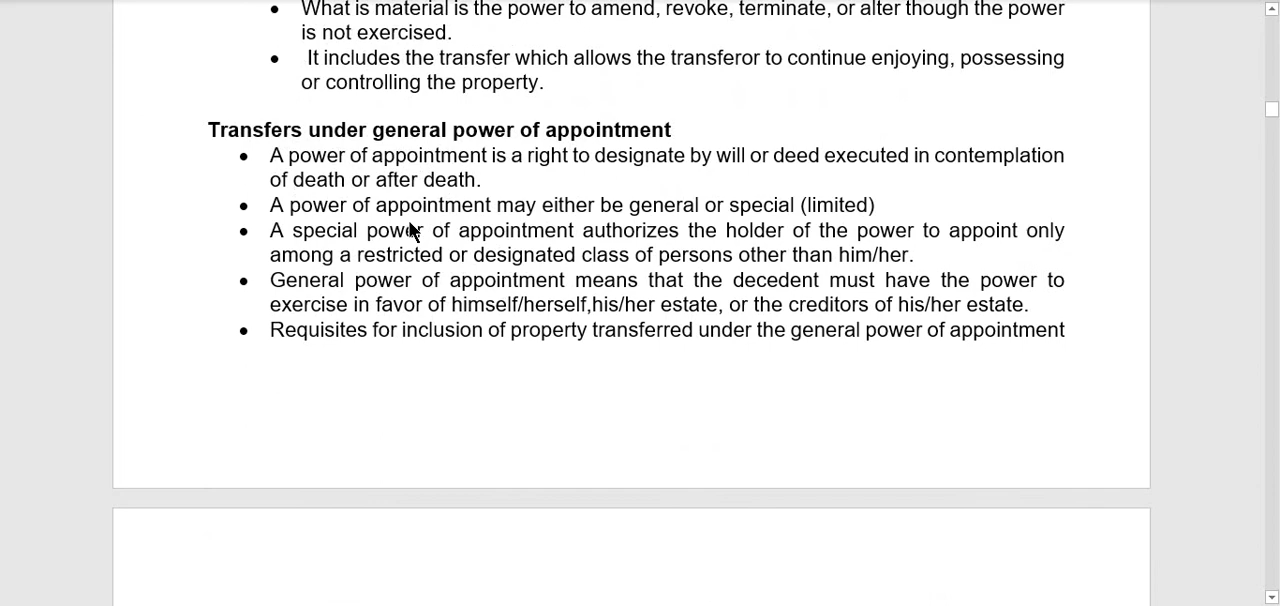 What is material is the power to amend, revoke, terminate, or alter though the power
is not exercised.
It includes the transfer which allows the transferor to continue enjoying, possessing
or controlling the property.
Transfers under general power of appointment
A power of appointment is a right to designate by will or deed executed in contemplation
of death or after death.
A power of appointment may either be general or special (limited)
A special power of appointment authorizes the holder of the power to appoint only
among a restricted or designated class of persons other than him/her.
General power of appointment means that the decedent must have the power to
exercise in favor of himself/herself,his/her estate, or the creditors of his/her estate.
Requisites for inclusion of property transferred under the general power of appointment